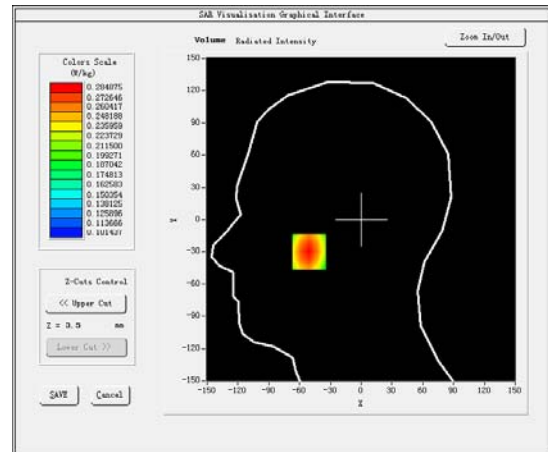 SAR Visualisation Graphical Interface
Volume Radiated Intensity
Zoom In/Out
Colors Scale
(W/kg)
0.284875
0.272646
0.260417
0.248188
0.235959
0.223729
0.211500
0.199271
0.187042
0.174813
0.162583
0.150354
0.138125
0.125896
0.113666
0.101437
Z-Cuts Control
<< Upper Cut
Z = 3.5 mm
Lower Cut >>
SAVE Cancel
150
120
90
60
30
0
-30
-60
-90
-120
-150
Y
-150 -120 -90 -60 -30 0 30 60 90 120 150
X